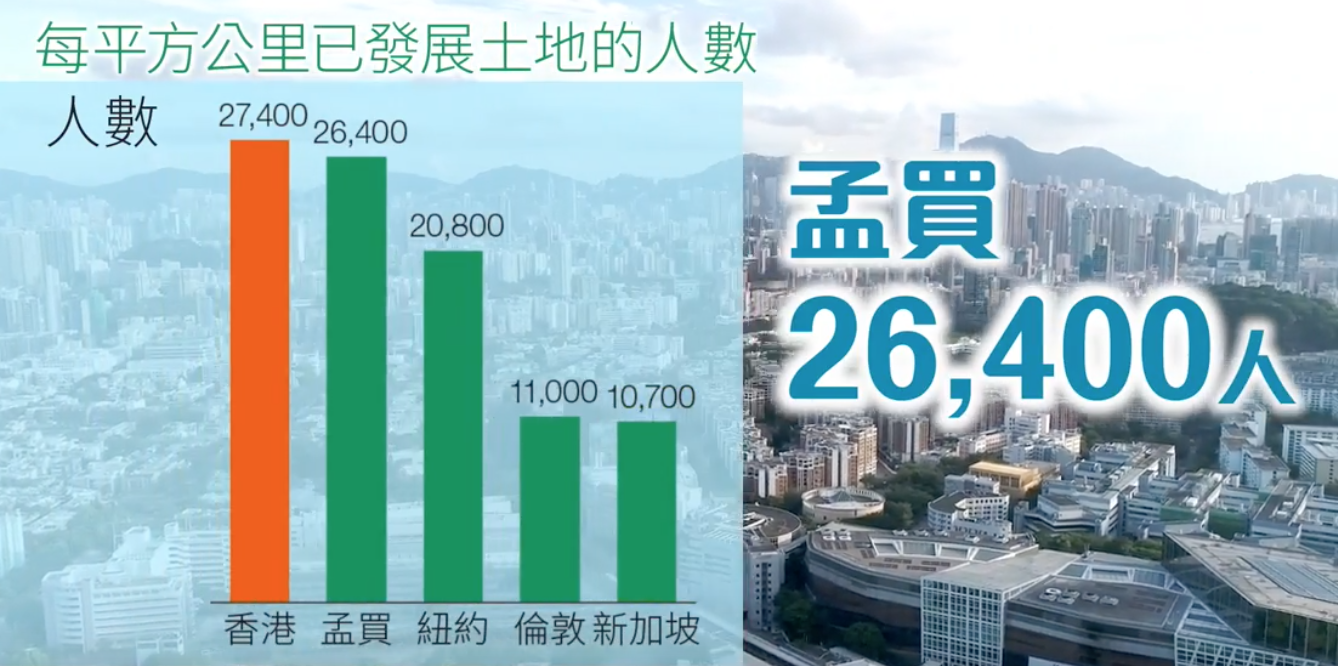 每平方公里已發展土地的人數
人數
27,400
26,400
20,800
11,000
10,700
香港 孟買 紐約 倫敦 新加坡
孟買
26,400人